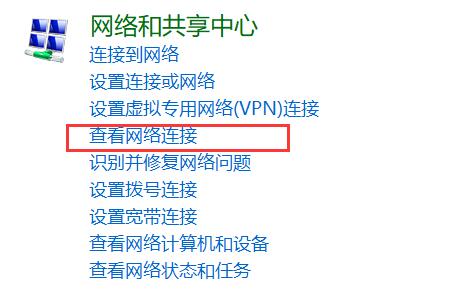 网络和共享中心
连接到网络
设置连接或网络
设置虚拟专用网络(VPN)连接
查看网络连接
识别并修复网络问题
设置拨号连接
设置宽带连接
查看网络计算机和设备
查看网络状态和任务